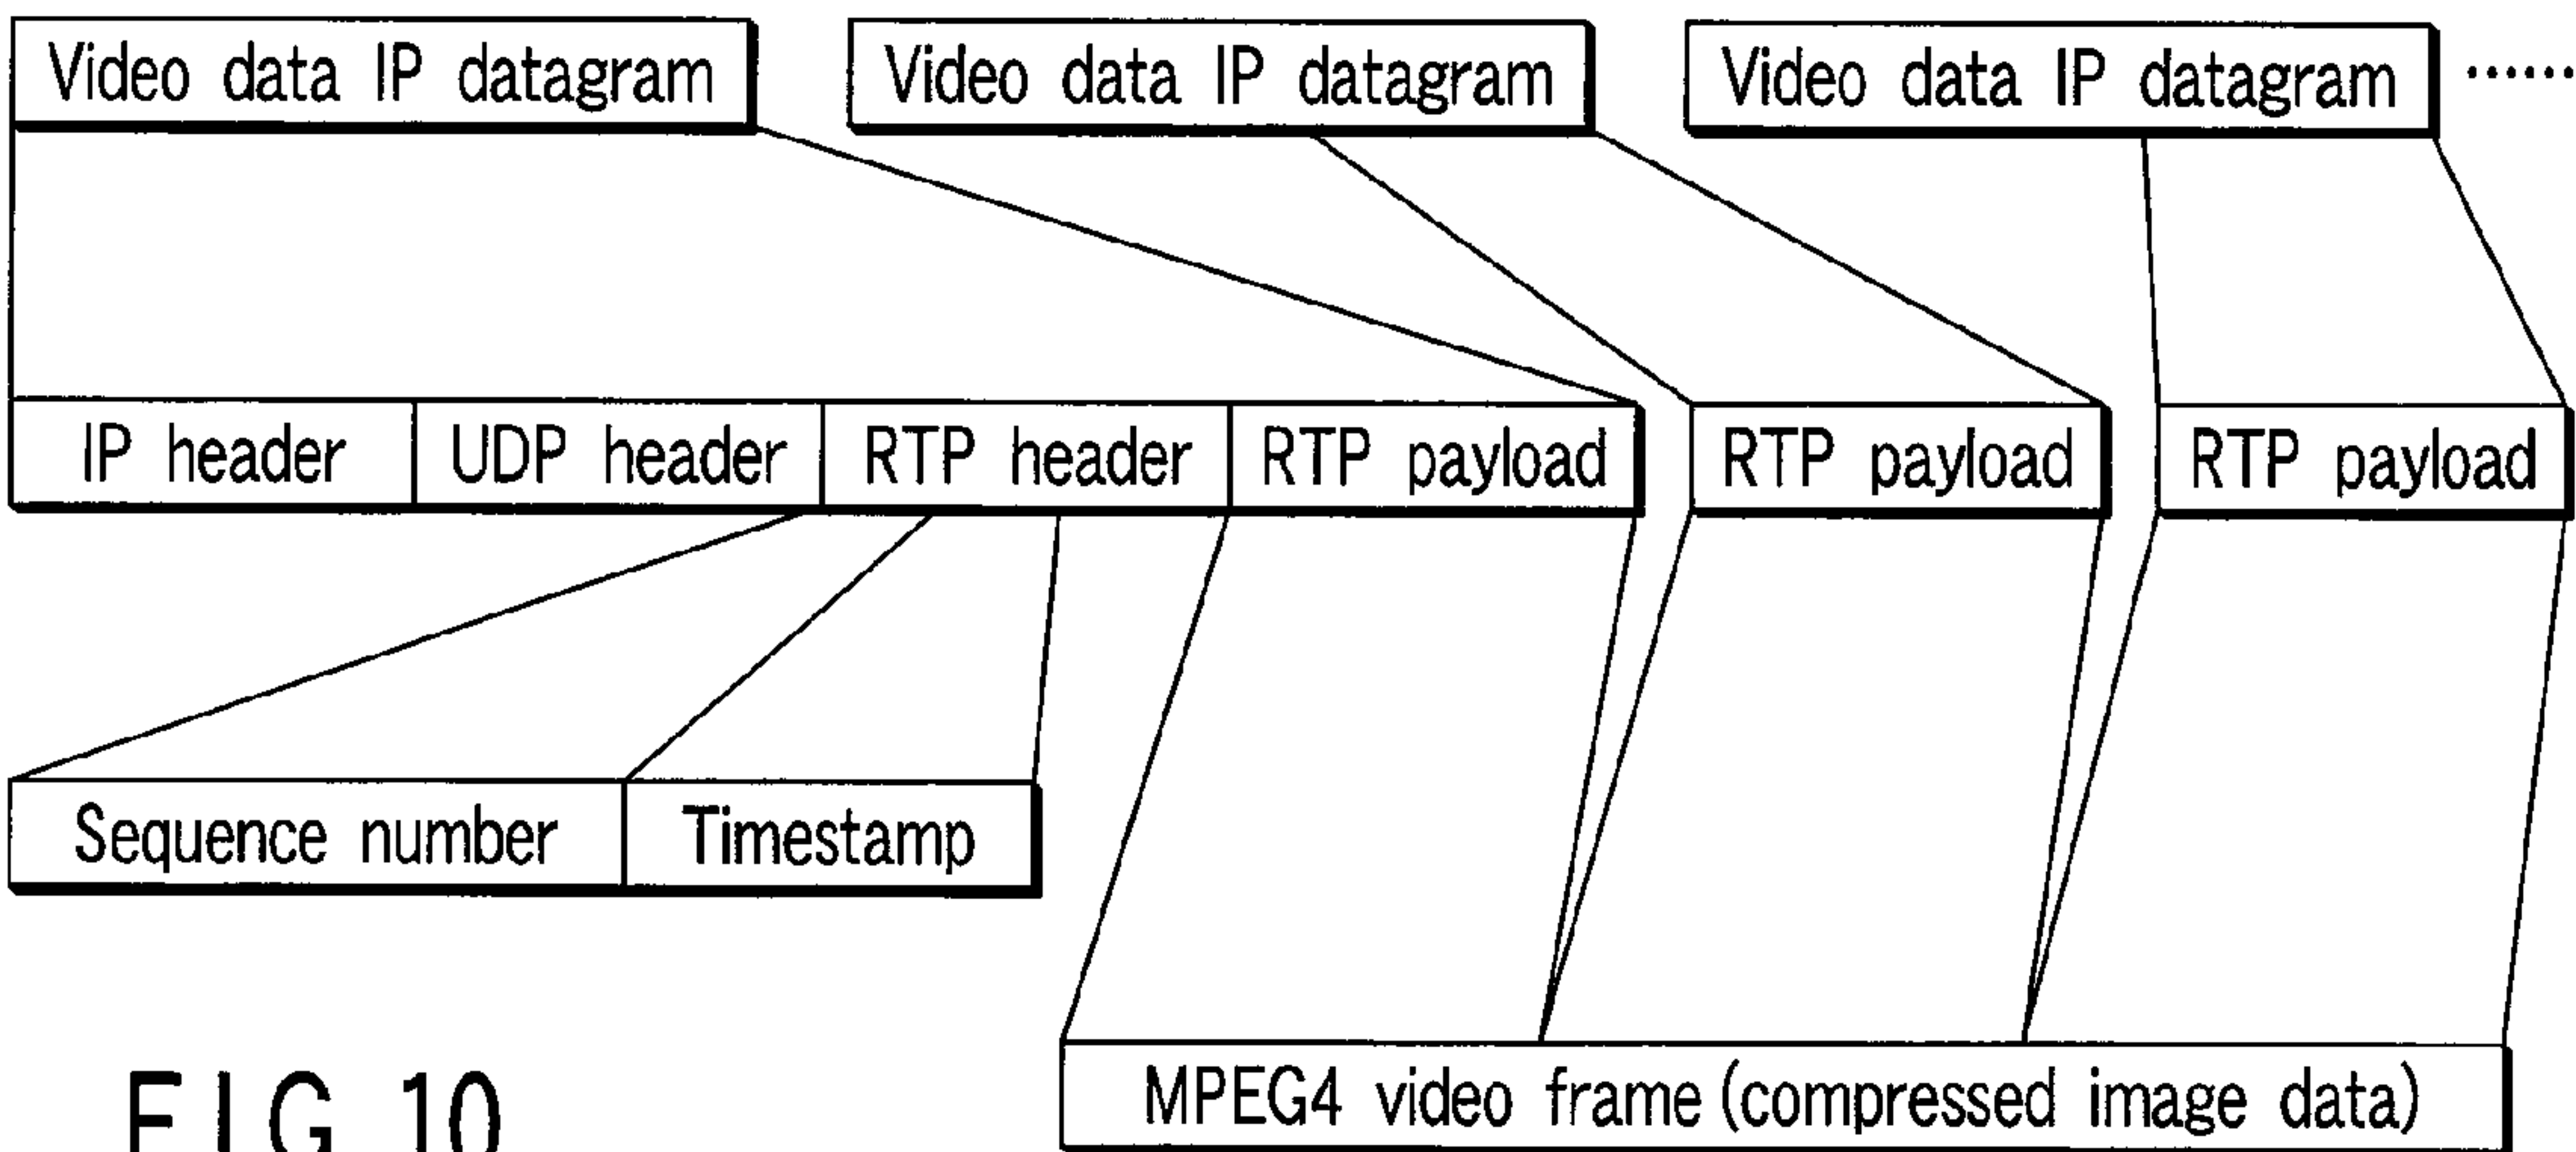 Video data IP datagram Video data IP datagram Video data IP datagram ......
IP header UDP header RTP header RTP payload RTP payload RTP payload
Sequence number Timestamp
MPEG4 video frame (compressed image data)
FIG. 10